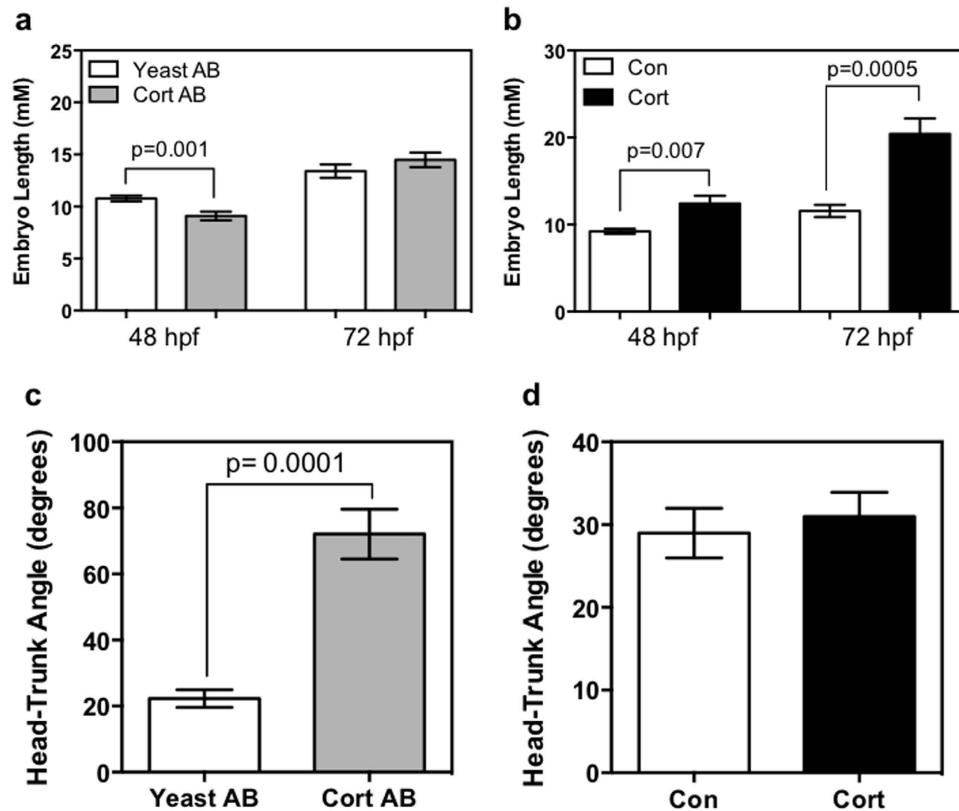 a
Embryo Length (mM)
25
20
15
10
5
0
Yeast AB
Cort AB
p=0.001
48 hpf
72 hpf
b
Embryo Length (mM)
30
20
10
0
Con
Cort
p=0.007
p=0.0005
48 hpf
72 hpf
c
Head-Trunk Angle (degrees)
100
80
60
40
20
0
p= 0.0001
Yeast AB
Cort AB
d
Head-Trunk Angle (degrees)
40
30
20
10
0
Con
Cort